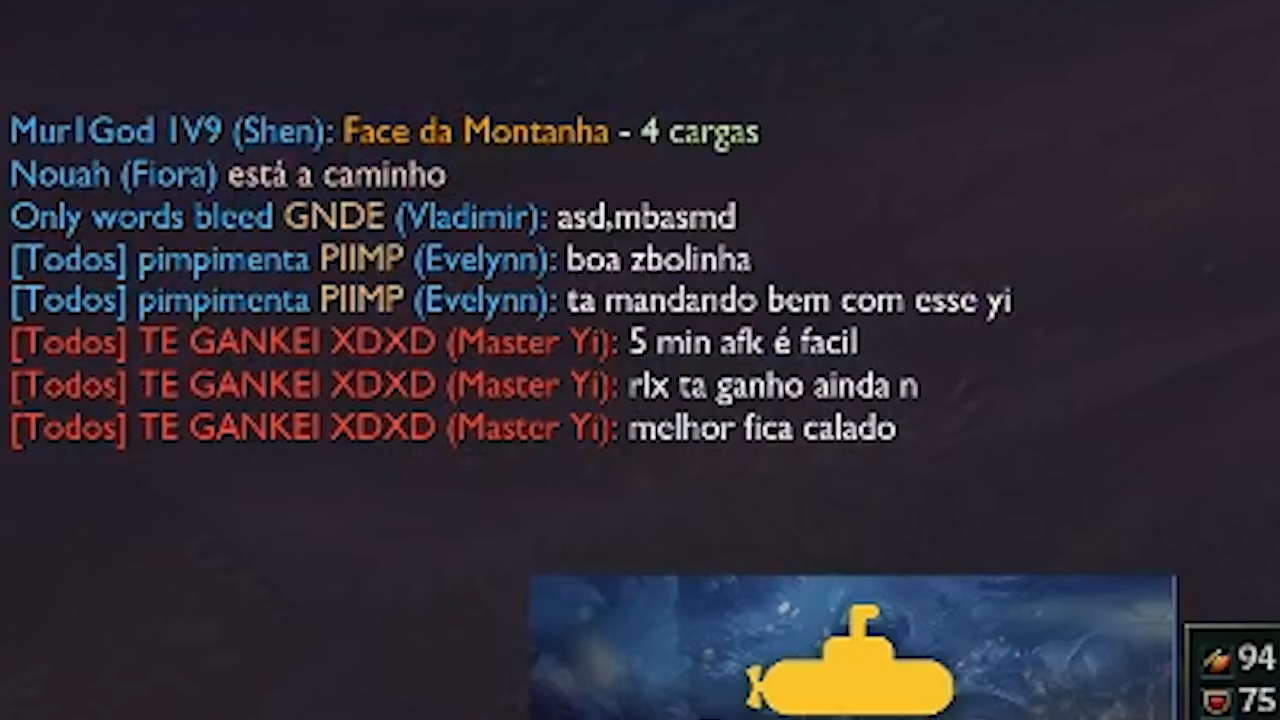 Mur1God 1V9 (Shen): Face da Montanha - 4 cargas
Nouah (Fiora) está a caminho
Only words bleed GNDE (Vladimir): asd,mbasmd
[Todos] pimpimenta PIIMP (Evelynn): boa zbolinha
[Todos] pimpimenta PIIMP (Evelynn): ta mandando bem com esse yi
[Todos] TE GANKEI XDXD (Master Yi): 5 min afk é facil
[Todos] TE GANKEI XDXD (Master Yi): rlx ta ganho ainda n
[Todos] TE GANKEI XDXD (Master Yi): melhor fica calado
94
75